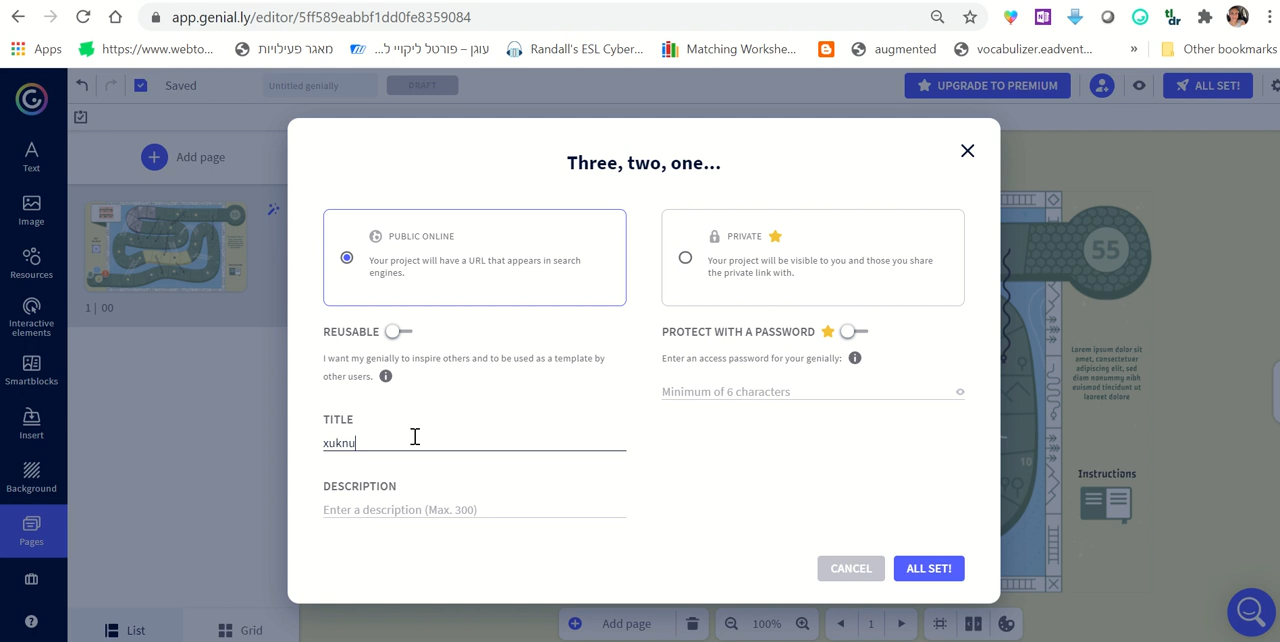 app.genial.ly/editor/5ff589eabbf1dd0fe8359084
Apps
https://www.webto...
מאגר פעילויות
עוגן – פורטל ליקויי ל...
Randall's ESL Cyber...
Matching Workshe...
augmented
vocabulizer.eadvent...
»
Other bookmarks
Saved
Untitled genially
DRAFT
UPGRADE TO PREMIUM
ALL SET!
Text
Image
Resources
Interactive
elements
Smartblocks
Insert
Background
Pages
Add page
1 | 00
List
Grid
Three, two, one...
PUBLIC ONLINE
Your project will have a URL that appears in search
engines.
PRIVATE
Your project will be visible to you and those you share
the private link with.
REUSABLE
I want my genially to inspire others and to be used as a template by
other users.
PROTECT WITH A PASSWORD
Enter an access password for your genially:
Minimum of 6 characters
TITLE
xuknu
DESCRIPTION
Enter a description (Max. 300)
CANCEL
ALL SET!
55
Lorem ipsum dolor sit
amet, consectetuer
adipiscing elit, sed
diam nonummy nibh
euismod tincidunt ut
laoreet dolore
10
Instructions
Add page
100%
1